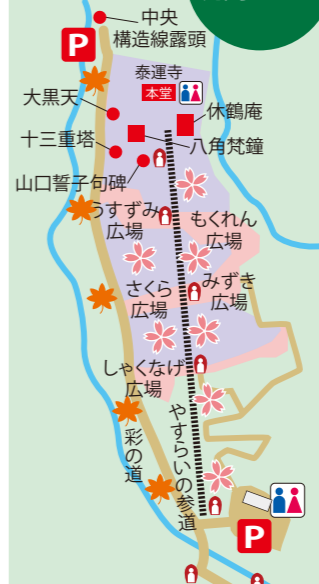 中央
構造線露頭
P
泰運寺
本堂
大黒天
休鶴庵
十三重塔
八角梵鐘
山口誓子句碑
うすずみ
広場
もくれん
広場
さくら
広場
みずき
広場
しゃくなげ
広場
彩の道
やすらいの参道
P